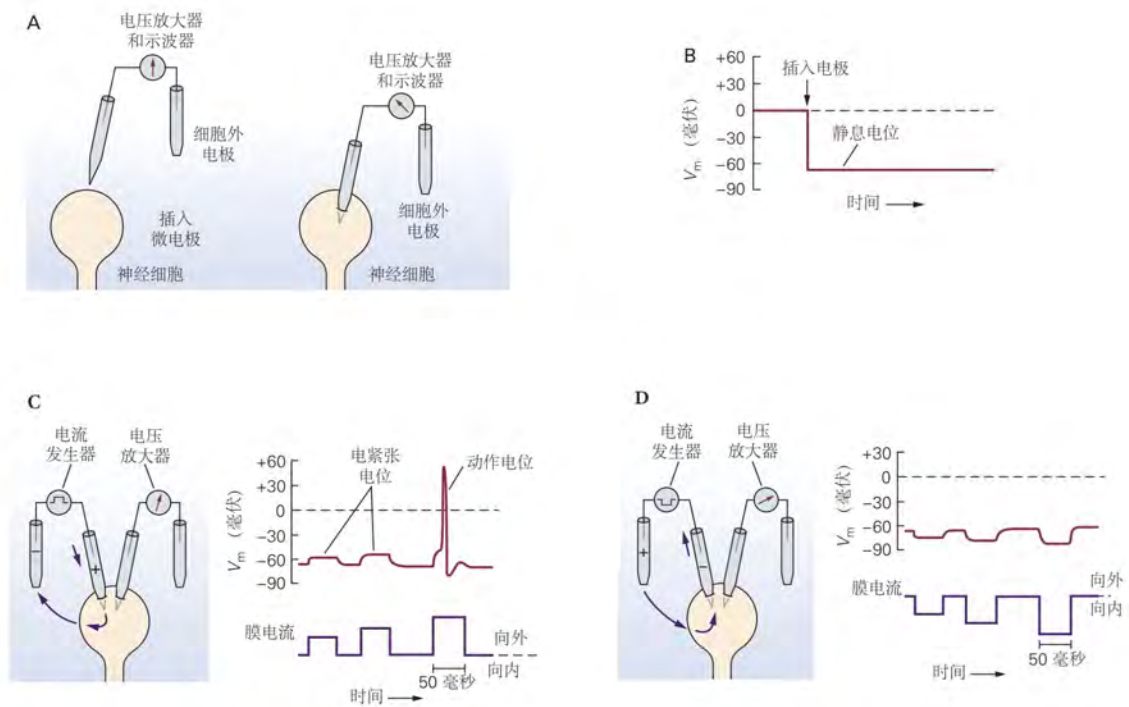 A
电压放大器
和示波器
细胞外
电极
插入
微电极
神经细胞
电压放大器
和示波器
细胞外
电极
神经细胞
B
+60
+30
0
−30
−60
−90
Vm (毫伏)
插入电极
静息电位
时间
C
电流
发生器
电压
放大器
−
+
+60
+30
0
−30
−60
−90
Vm (毫伏)
电紧张
电位
动作电位
膜电流
向外
向内
50 毫秒
时间
D
电流
发生器
电压
放大器
+
−
+30
0
−30
−60
−90
Vm (毫伏)
膜电流
向外
向内
50 毫秒
时间